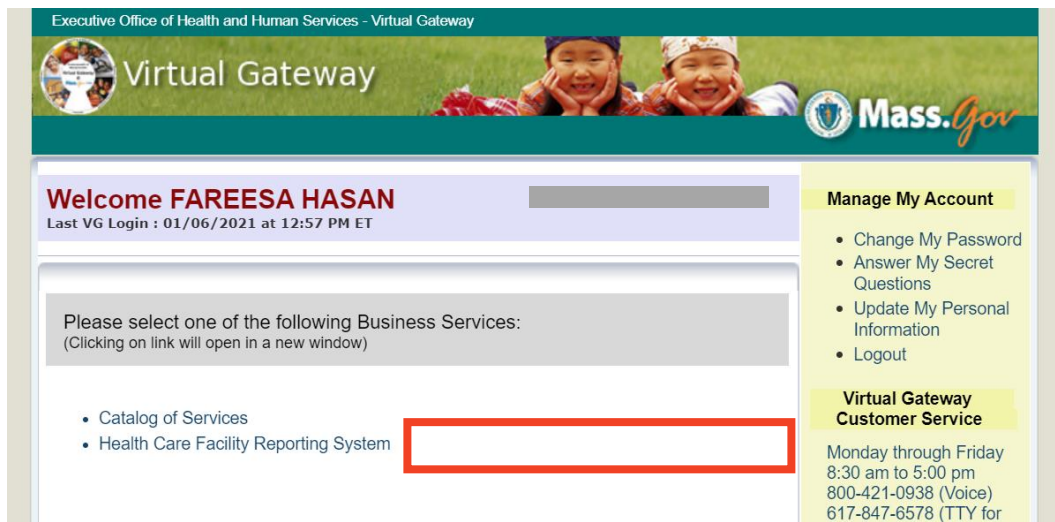 Executive Office of Health and Human Services - Virtual Gateway
Virtual Gateway
Mass.Gov
Welcome FAREESA HASAN
Last VG Login : 01/06/2021 at 12:57 PM ET
Please select one of the following Business Services:
(Clicking on link will open in a new window)
• Catalog of Services
• Health Care Facility Reporting System
Manage My Account
• Change My Password
• Answer My Secret
Questions
• Update My Personal
Information
• Logout
Virtual Gateway
Customer Service
Monday through Friday
8:30 am to 5:00 pm
800-421-0938 (Voice)
617-847-6578 (TTY for